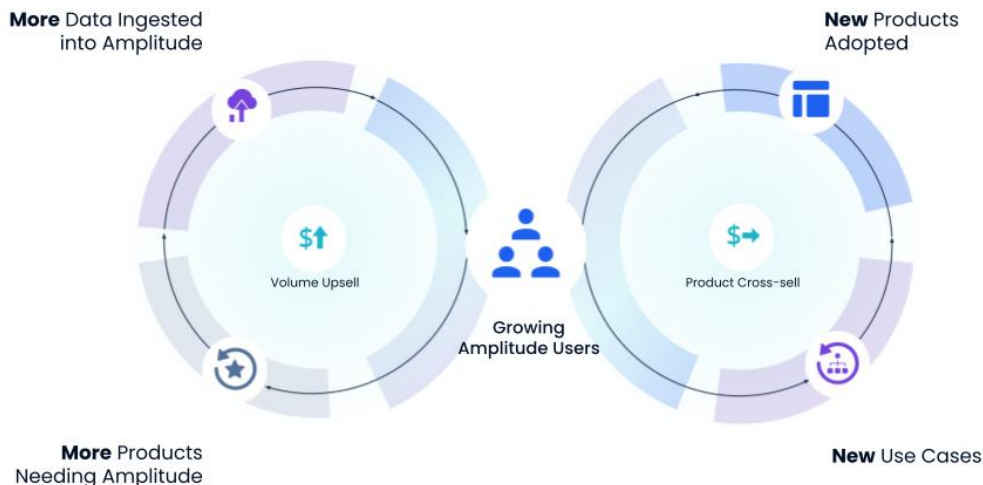 More Data Ingested
into Amplitude
New Products
Adopted
$
Volume Upsell
$
Product Cross-sell
Growing
Amplitude Users
More Products
Needing Amplitude
New Use Cases